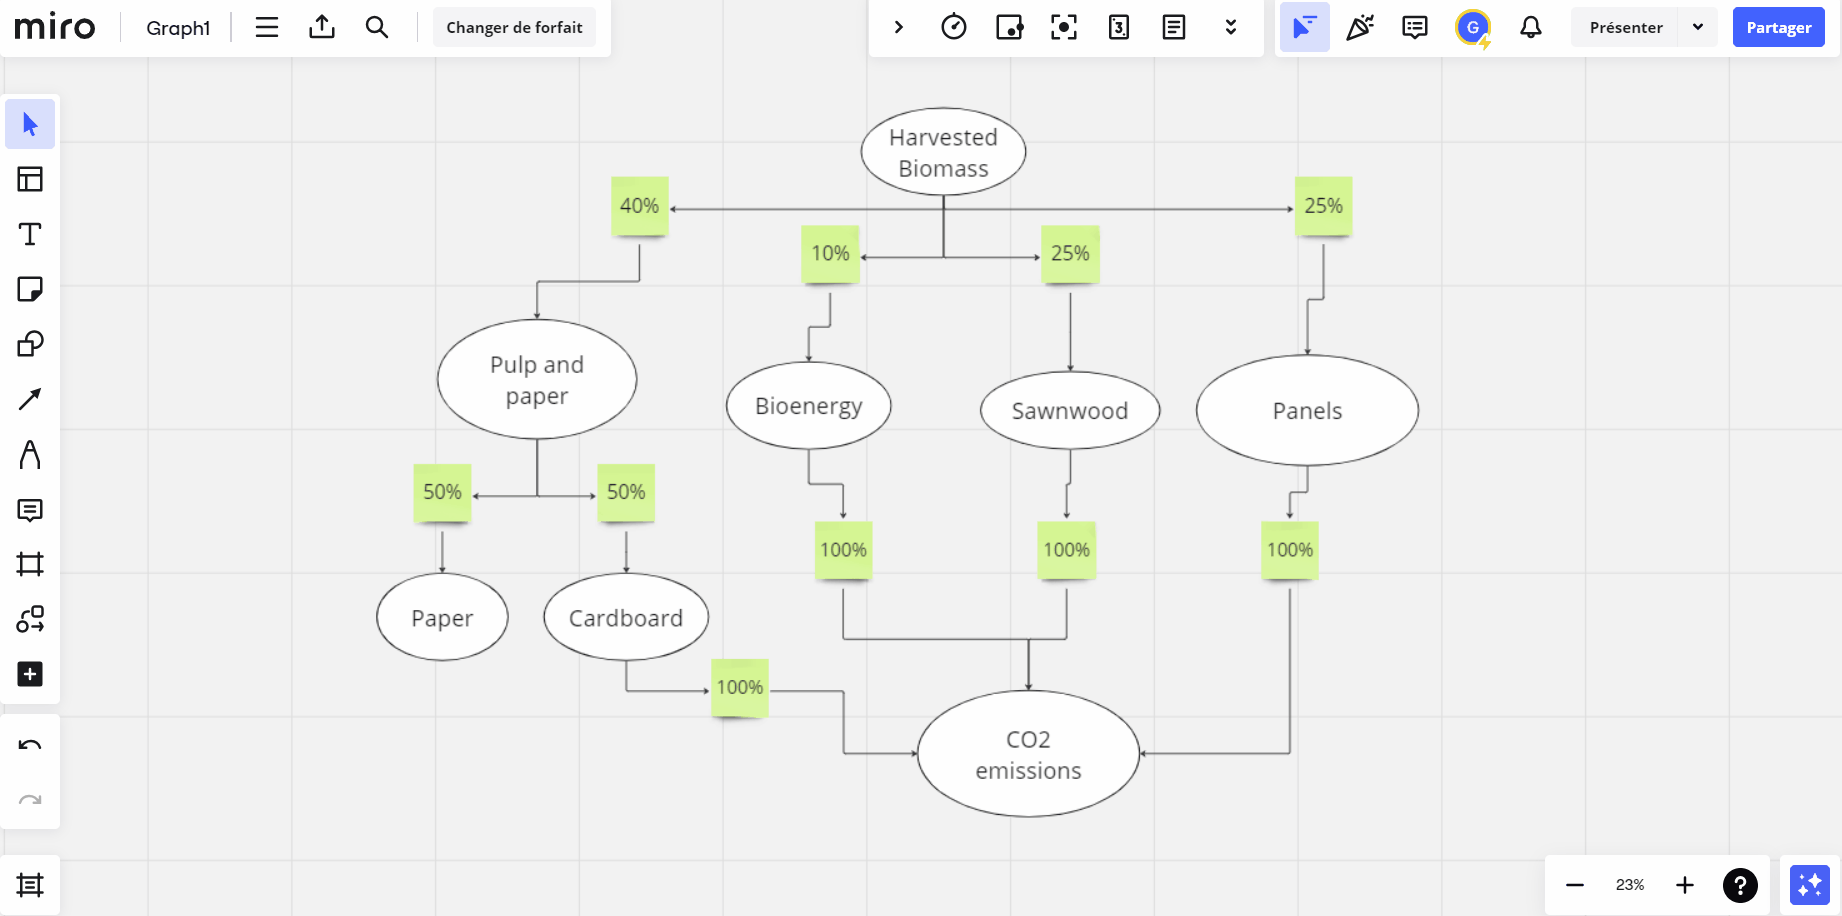 miro
Graph1
Changer de forfait
3
G
Présenter
Partager
Harvested
Biomass
40%
25%
10%
25%
Pulp and
paper
Bioenergy
Sawnwood
Panels
50%
50%
100%
100%
100%
Paper
Cardboard
100%
CO2
emissions
23%
?